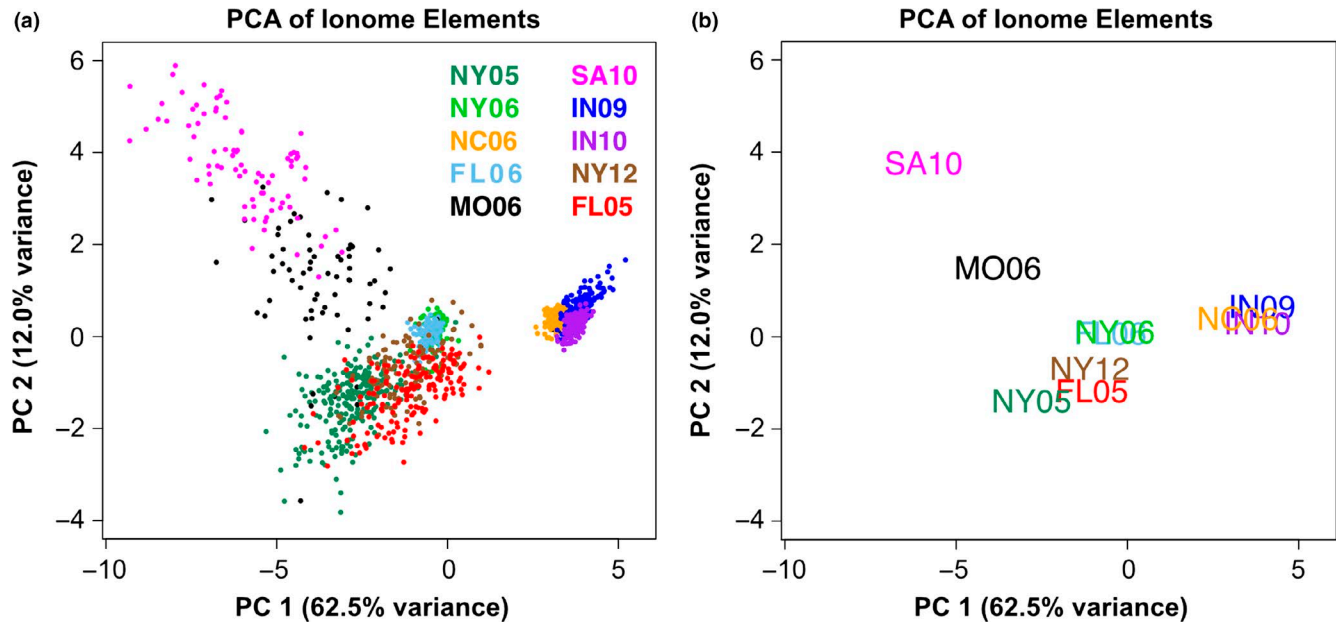 (a)
PCA of Ionome Elements
6
4
2
0
−2
−4
−10
−5
0
5
PC 1 (62.5% variance)
PC 2 (12.0% variance)
NY05 SA10
NY06 IN09
NC06 IN10
FL06 NY12
MO06 FL05
(b)
PCA of Ionome Elements
6
4
2
0
−2
−4
−10
−5
0
5
PC 1 (62.5% variance)
PC 2 (12.0% variance)
SA10
MO06
IN09
NC06
IN10
NY06
FL06
NY12
FL05
NY05